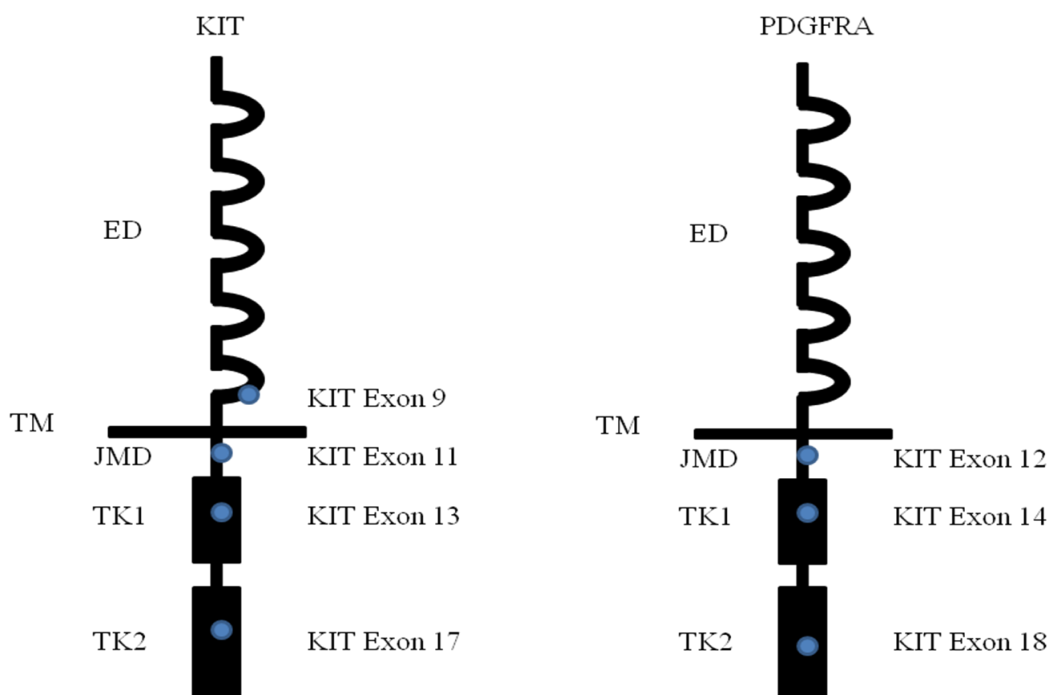 KIT
ED
KIT Exon 9
TM
JMD
KIT Exon 11
TK1
KIT Exon 13
TK2
KIT Exon 17
PDGFRA
ED
TM
JMD
KIT Exon 12
TK1
KIT Exon 14
TK2
KIT Exon 18